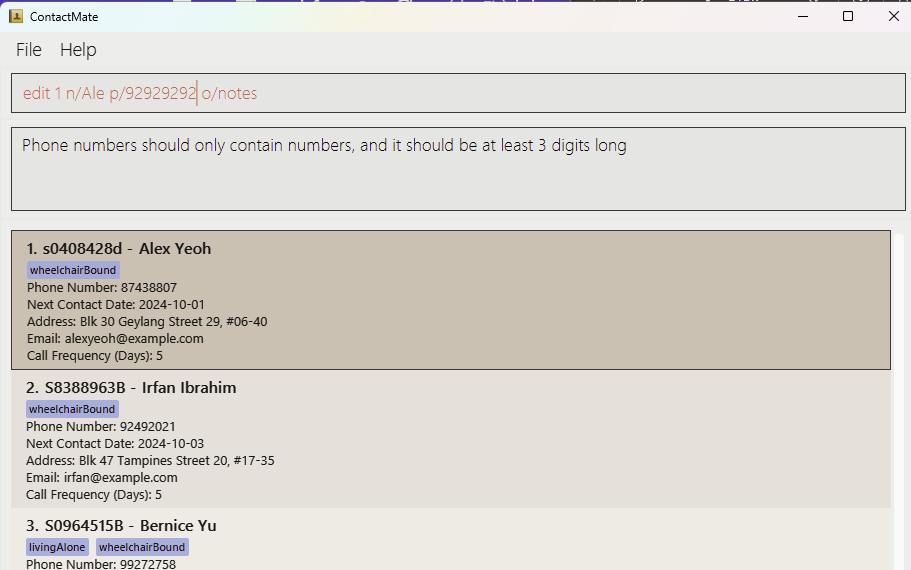 ContactMate
File Help
edit 1 n/Ale p/92929292 o/notes
Phone numbers should only contain numbers, and it should be at least 3 digits long
1. s0408428d - Alex Yeoh
wheelchairBound
Phone Number: 87438807
Next Contact Date: 2024-10-01
Address: Blk 30 Geylang Street 29, #06-40
Email: alexyeoh@example.com
Call Frequency (Days): 5
2. S8388963B - Irfan Ibrahim
wheelchairBound
Phone Number: 92492021
Next Contact Date: 2024-10-03
Address: Blk 47 Tampines Street 20, #17-35
Email: irfan@example.com
Call Frequency (Days): 5
3. S0964515B - Bernice Yu
livingAlone wheelchairBound
Phone Number: 99272758